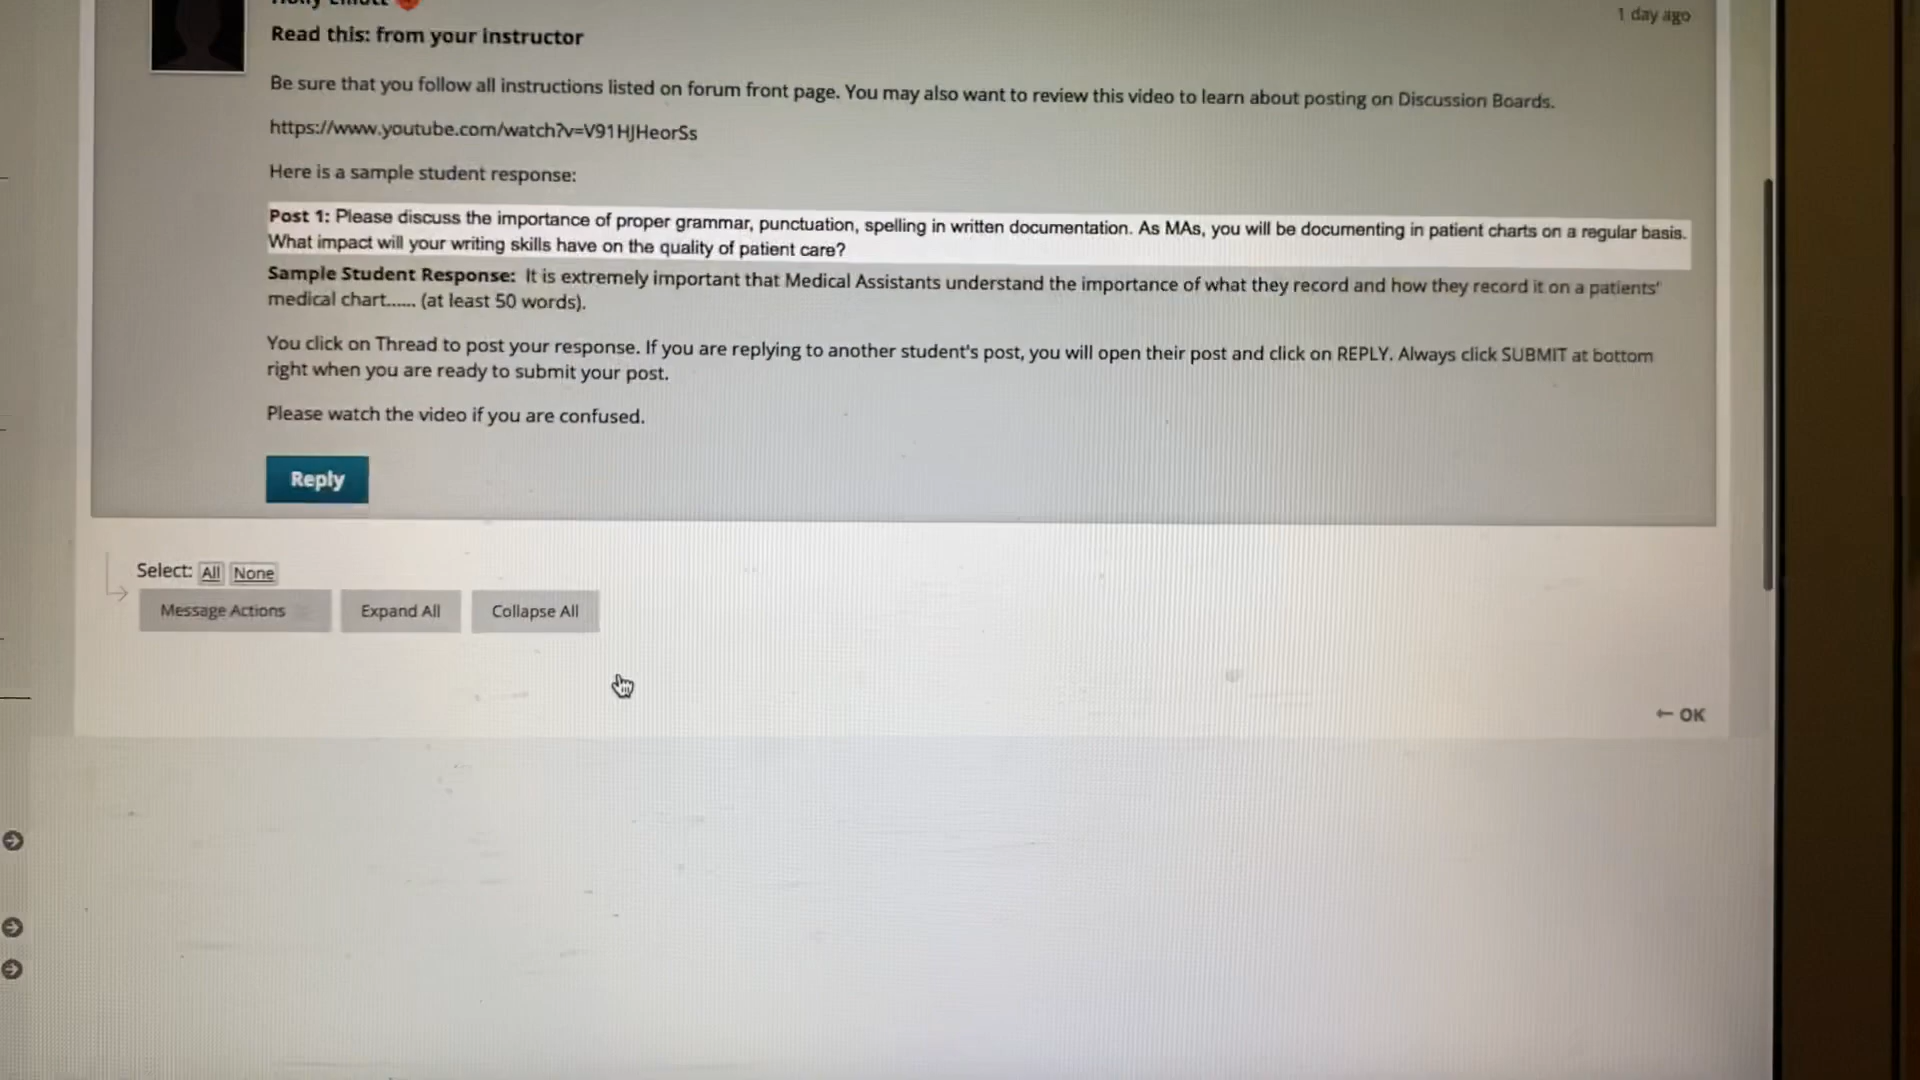 1 day ago
Read this: from your instructor
Be sure that you follow all instructions listed on forum front page. You may also want to review this video to learn about posting on Discussion Boards.
https://www.youtube.com/watch?v=V91HJHeorSs
Here is a sample student response:
Post 1: Please discuss the importance of proper grammar, punctuation, spelling in written documentation. As MAs, you will be documenting in patient charts on a regular basis.
What impact will your writing skills have on the quality of patient care?
Sample Student Response: It is extremely important that Medical Assistants understand the importance of what they record and how they record it on a patients'
medical chart...... (at least 50 words).
You click on Thread to post your response. If you are replying to another student's post, you will open their post and click on REPLY. Always click SUBMIT at bottom
right when you are ready to submit your post.
Please watch the video if you are confused.
Reply
Select: All None
Message Actions Expand All Collapse All
← OK